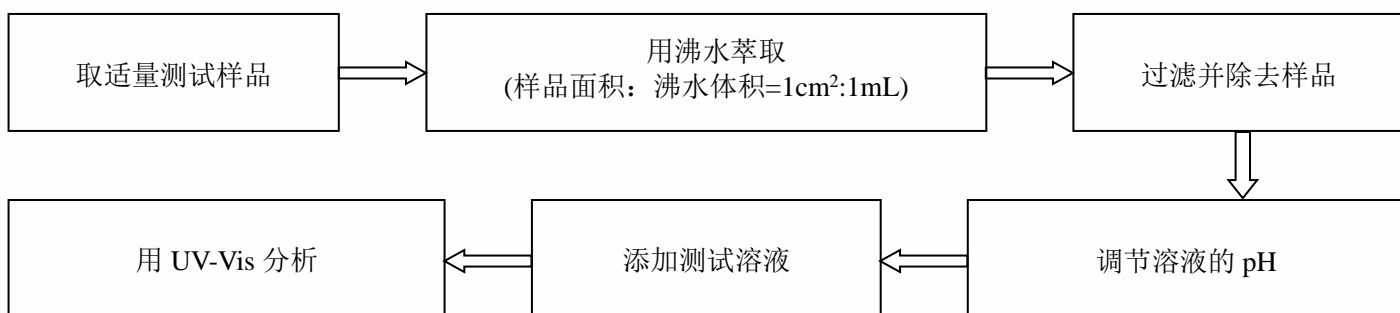 取适量测试样品
用沸水萃取
(样品面积：沸水体积=1cm²:1mL)
过滤并除去样品
调节溶液的 pH
添加测试溶液
用 UV-Vis 分析